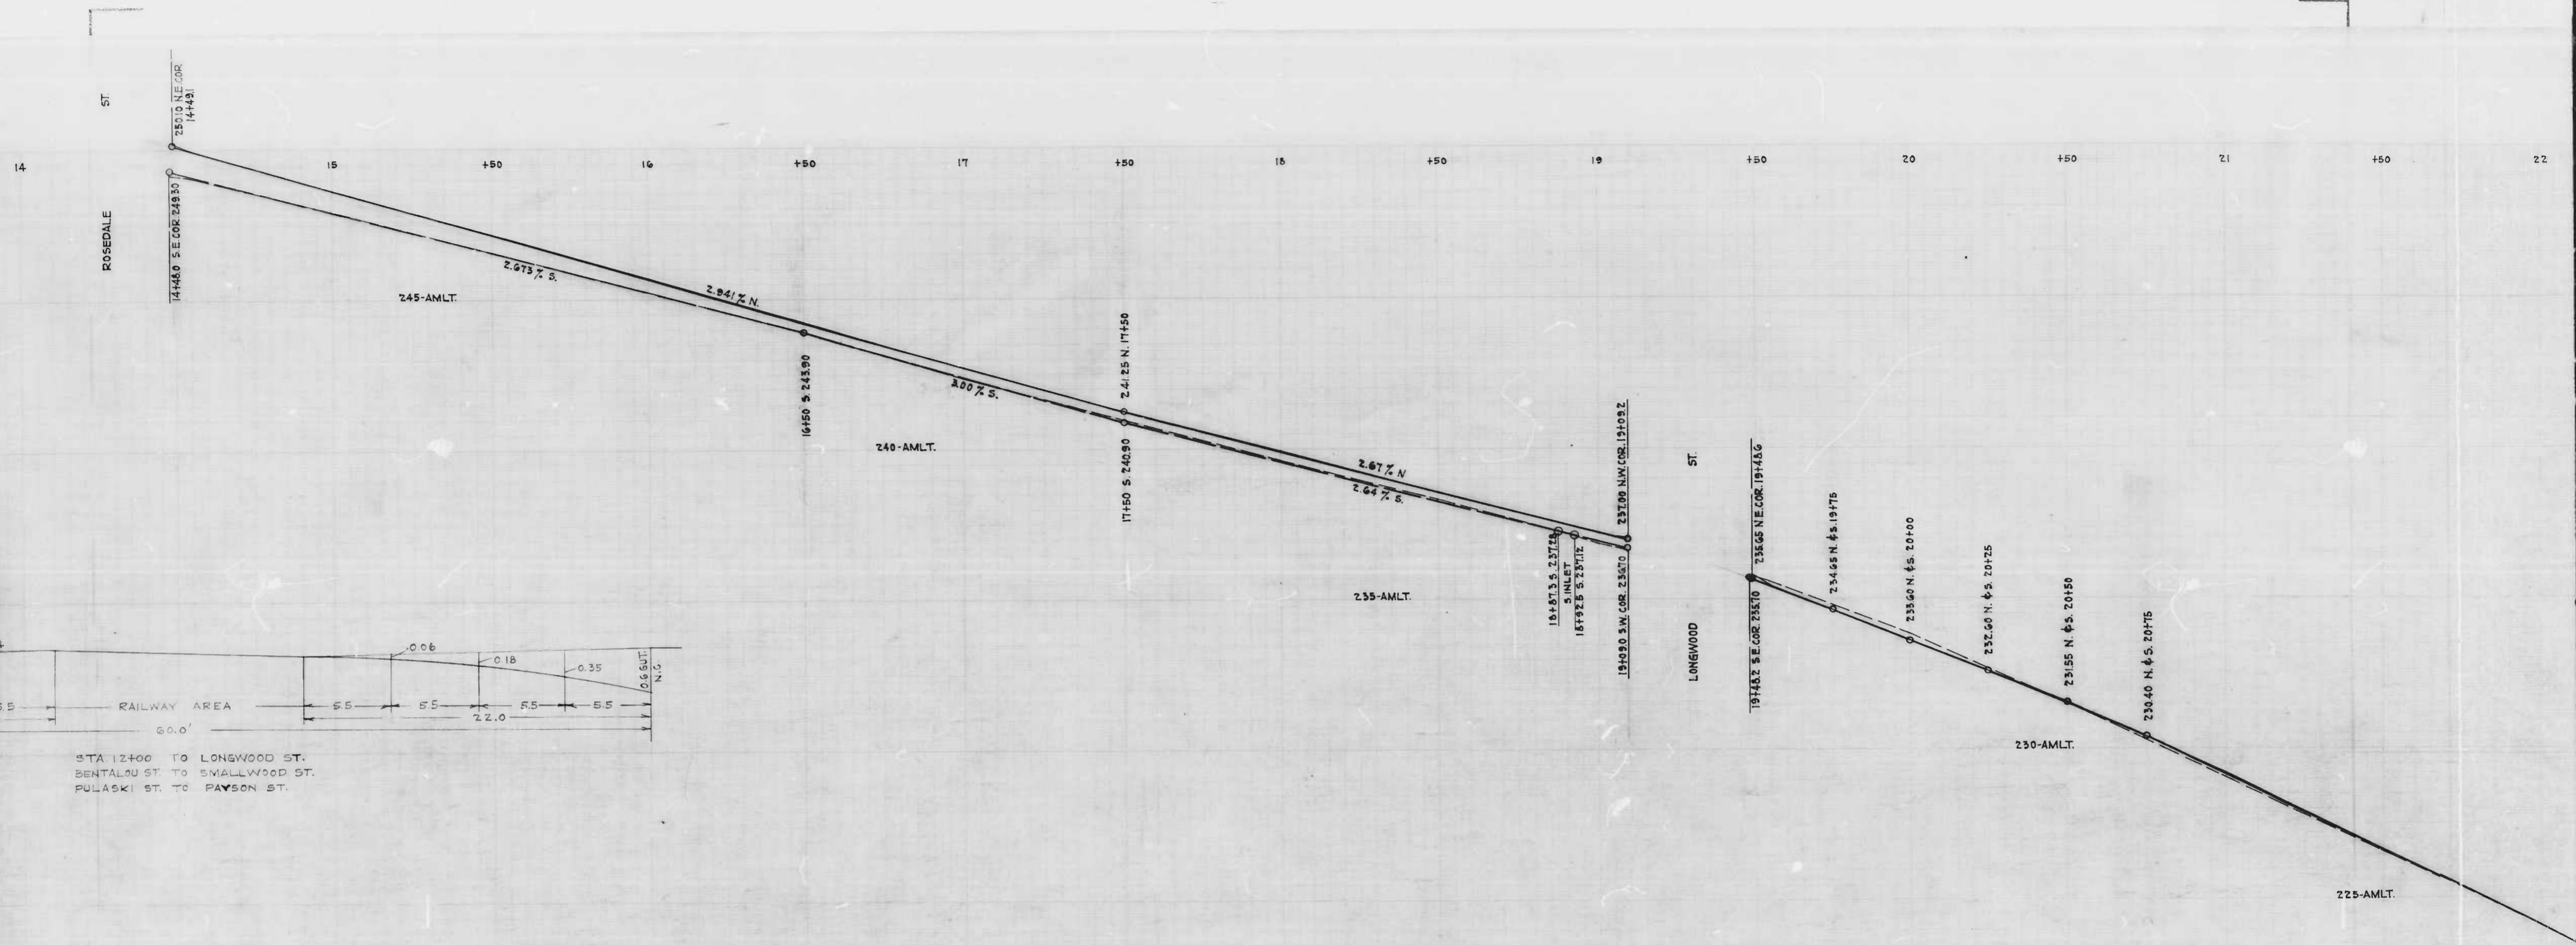 ST.
250.10 N.E. COR.
14+49.1
14 15 +50 16 +50 17 +50 18 +50 19 +50 20 +50 21 +50 22
ROSEDALE
14+48.0 S.E. COR. 249.30
2.673% S.
245-AMLT.
2.941% N.
16+50 S. 243.90
3.00% S.
240-AMLT.
241.25 N. 17+50
17+50 S. 240.90
2.67% N
2.64% S.
235-AMLT.
18+87.5 S. 237.28
S. INLET
18+92.5 S. 237.12
237.00 N.W. COR. 19+09.2
19+09.0 S.W. COR. 236.70
ST.
LONGWOOD
235.65 N.E. COR. 19+48.6
19+48.2 S.E. COR. 235.70
234.65 N. & S. 19+75
233.60 N. & S. 20+00
232.60 N. & S. 20+25
231.55 N. & S. 20+50
230.40 N. & S. 20+75
230-AMLT.
225-AMLT.
0.06
0.18
0.35
0.6 GUT.
N.G
5.5 RAILWAY AREA 5.5 5.5 5.5 5.5
22.0
60.0'
STA. 12+00 TO LONGWOOD ST.
BENTALOU ST. TO SMALLWOOD ST.
PULASKI ST. TO PAYSON ST.